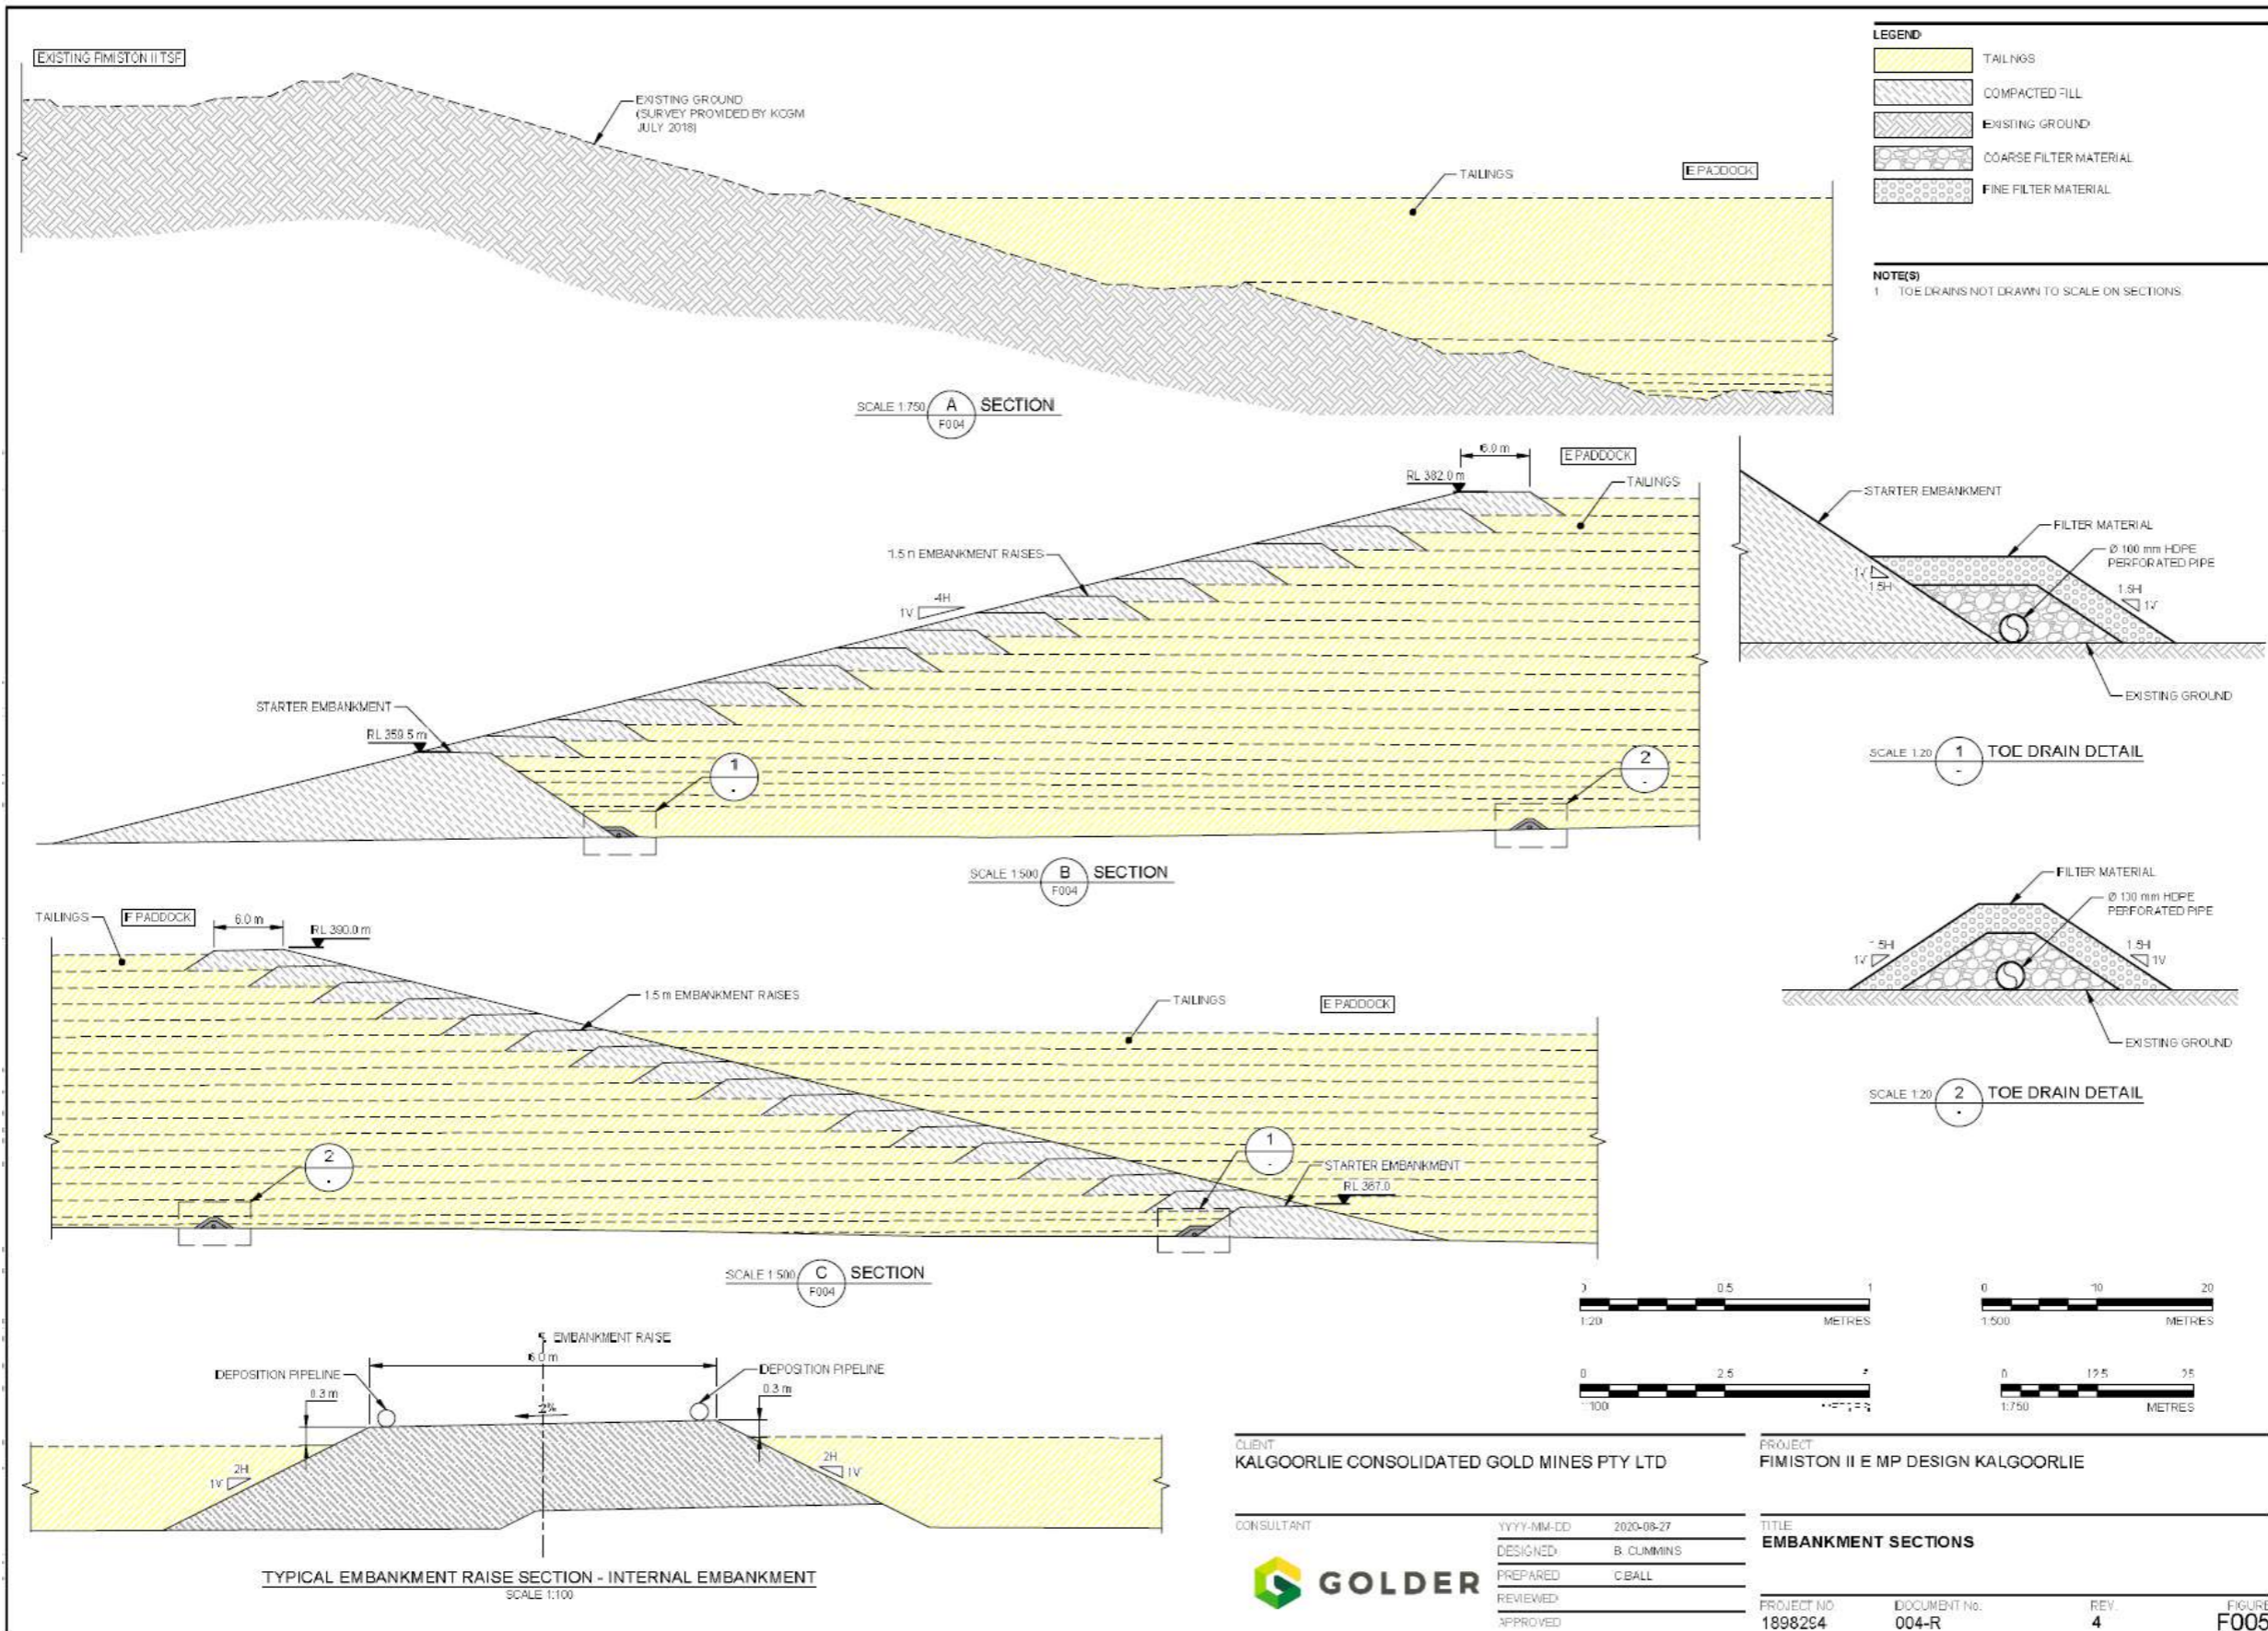 EXISTING FIMISTON II TSF
EXISTING GROUND
(SURVEY PROVIDED BY KCGM
JULY 2018)
TAILINGS
E PADDOCK
SCALE 1:750
A
F004
SECTION
LEGEND
TAILNGS
COMPACTED FILL
EXISTING GROUND
COARSE FILTER MATERIAL
FINE FILTER MATERIAL
NOTE(S)
1 TOE DRAINS NOT DRAWN TO SCALE ON SECTIONS.
6.0 m
E PADDOCK
RL 382.0 m
TAILINGS
1.5 m EMBANKMENT RAISES
4H
1V
STARTER EMBANKMENT
RL 359.5 m
1
-
2
-
SCALE 1:500
B
F004
SECTION
STARTER EMBANKMENT
FILTER MATERIAL
Ø 100 mm HDPE
PERFORATED PIPE
1V
1.5H
1.5H
1V
EXISTING GROUND
SCALE 1:20
1
-
TOE DRAIN DETAIL
TAILINGS
F PADDOCK
6.0 m
RL 390.0 m
1.5 m EMBANKMENT RAISES
TAILINGS
E PADDOCK
2
-
1
-
STARTER EMBANKMENT
RL 367.0
SCALE 1:500
C
F004
SECTION
FILTER MATERIAL
Ø 100 mm HDPE
PERFORATED PIPE
1.5H
1V
1.5H
1V
EXISTING GROUND
SCALE 1:20
2
-
TOE DRAIN DETAIL
0 0.5 1
1:20 METRES
0 10 20
1:500 METRES
0 2.5 5
1:100 METRES
0 12.5 25
1:750 METRES
EMBANKMENT RAISE
6.0 m
DEPOSITION PIPELINE
DEPOSITION PIPELINE
0.3 m
0.3 m
2%
2H
1V
2H
1V
TYPICAL EMBANKMENT RAISE SECTION - INTERNAL EMBANKMENT
SCALE 1:100
CLIENT
KALGOORLIE CONSOLIDATED GOLD MINES PTY LTD
PROJECT
FIMISTON II E MP DESIGN KALGOORLIE
CONSULTANT
GOLDER
YYYY-MM-DD 2020-08-27
DESIGNED B. CUMMINS
PREPARED C BALL
REVIEWED
APPROVED
TITLE
EMBANKMENT SECTIONS
PROJECT NO DOCUMENT No. REV. FIGURE
1898294 004-R 4 F005